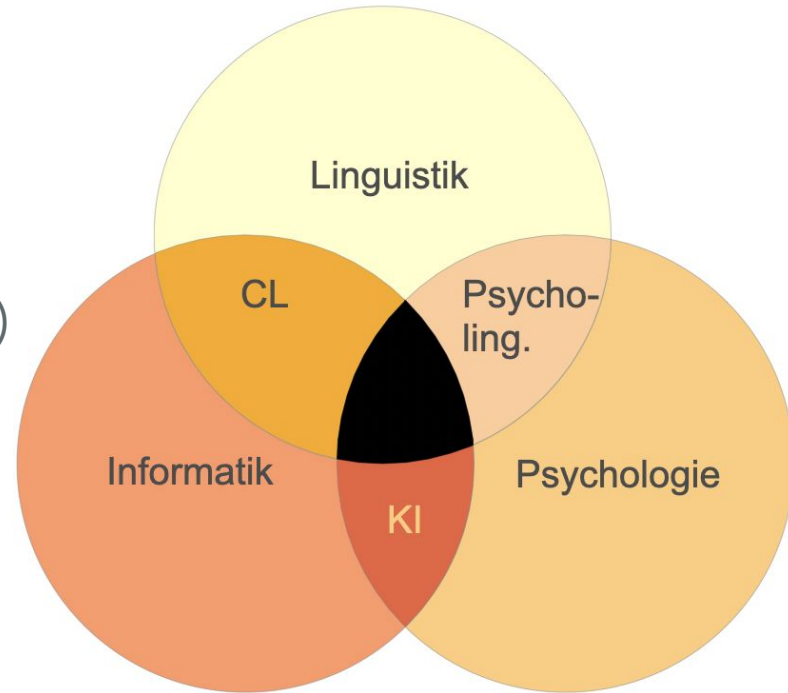 )
Linguistik
CL
Psycho-
ling.
Informatik
Psychologie
KI